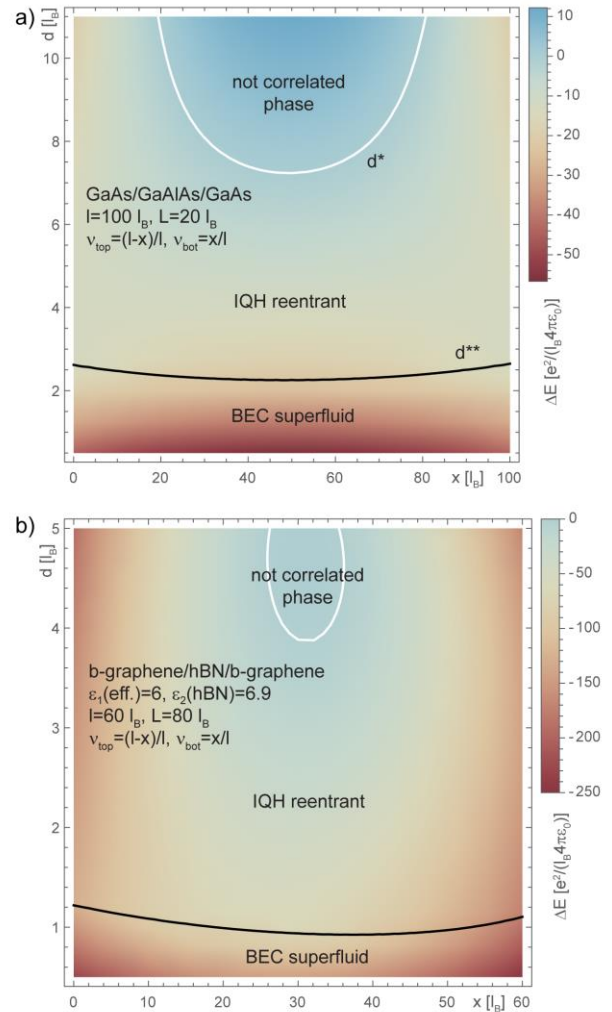 a)
d [l_B]
10
8
6
4
2
0
20
40
60
80
100
x [l_B]
not correlated
phase
d*
GaAs/GaAlAs/GaAs
l=100 l_B, L=20 l_B
ν_top=(l-x)/l, ν_bot=x/l
IQH reentrant
d**
BEC superfluid
10
0
-10
-20
-30
-40
-50
ΔE [e²/(l_B4πε₀)]
b)
d [l_B]
5
4
3
2
1
0
10
20
30
40
50
60
x [l_B]
not correlated
phase
b-graphene/hBN/b-graphene
ε₁(eff.)=6, ε₂(hBN)=6.9
l=60 l_B, L=80 l_B
ν_top=(l-x)/l, ν_bot=x/l
IQH reentrant
BEC superfluid
0
-50
-100
-150
-200
-250
ΔE [e²/(l_B4πε₀)]